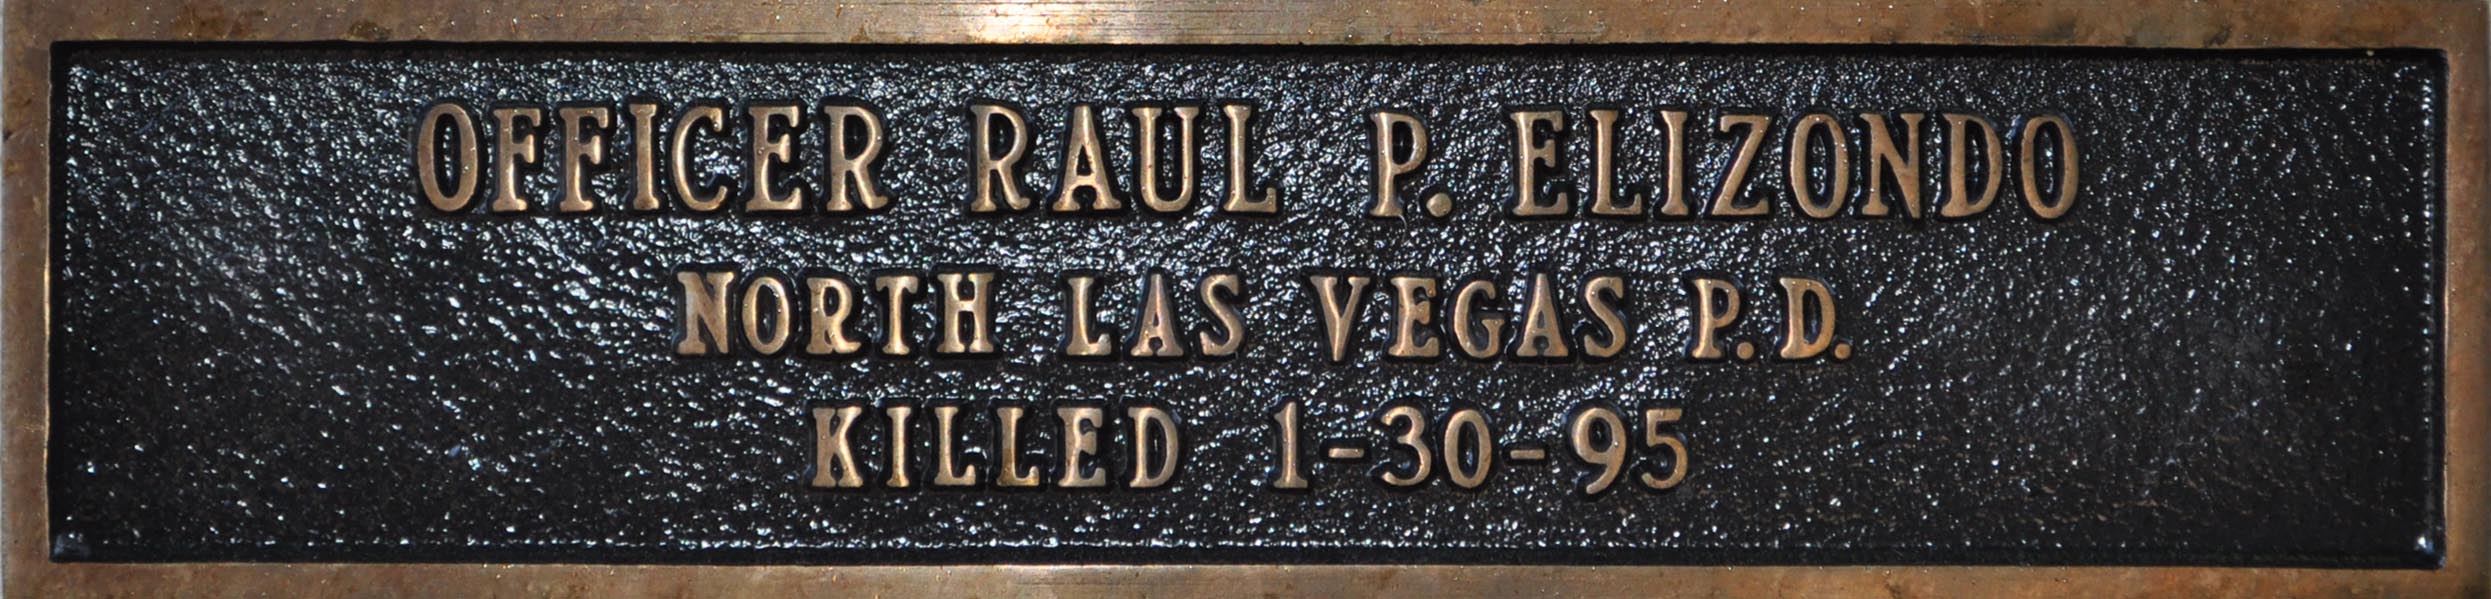 OFFICER RAUL P. ELIZONDO
NORTH LAS VEGAS P.D.
KILLED 1-30-95